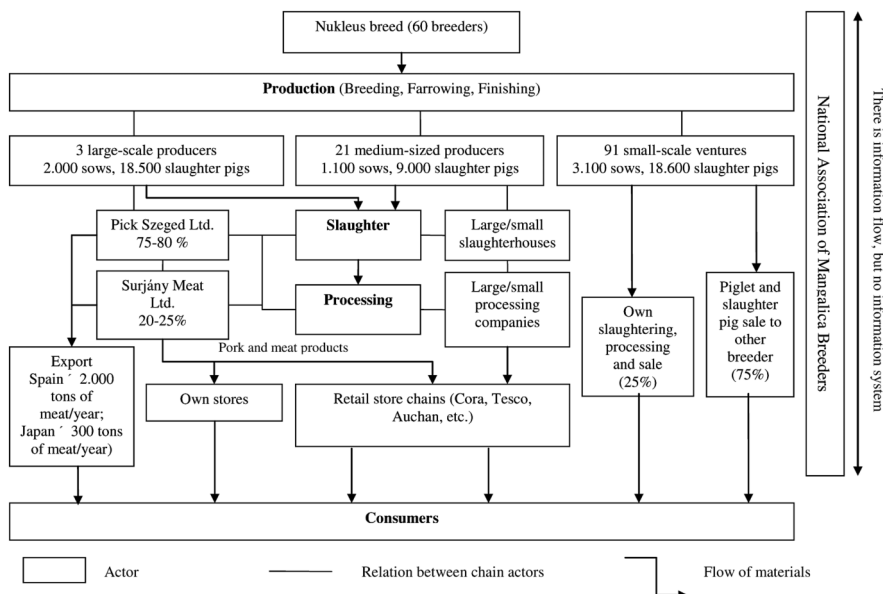 Nukleus breed (60 breeders)
Production (Breeding, Farrowing, Finishing)
3 large-scale producers
2.000 sows, 18.500 slaughter pigs
21 medium-sized producers
1.100 sows, 9.000 slaughter pigs
91 small-scale ventures
3.100 sows, 18.600 slaughter pigs
Pick Szeged Ltd.
75-80 %
Slaughter
Large/small
slaughterhouses
Surjány Meat
Ltd.
20-25%
Processing
Large/small
processing
companies
Own
slaughtering,
processing
and sale
(25%)
Piglet and
slaughter
pig sale to
other
breeder
(75%)
Pork and meat products
Export
Spain ´ 2.000
tons of
meat/year;
Japan ´ 300 tons
of meat/year)
Own stores
Retail store chains (Cora, Tesco,
Auchan, etc.)
Consumers
National Association of Mangalica Breeders
There is information flow, but no information system
Actor
Relation between chain actors
Flow of materials